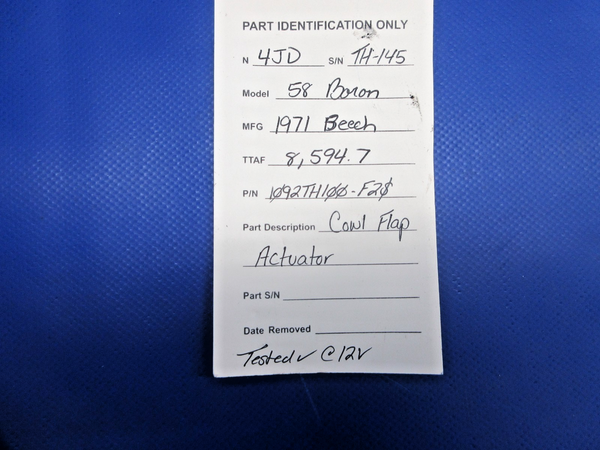 PART IDENTIFICATION ONLY
N 4JD S/N TH-145
Model 58 Baron
MFG 1971 Beech
TTAF 8,594.7
P/N 1092TH100-F20
Part Description Cowl Flap
Actuator
Part S/N
Date Removed
Tested ✓ @ 12V